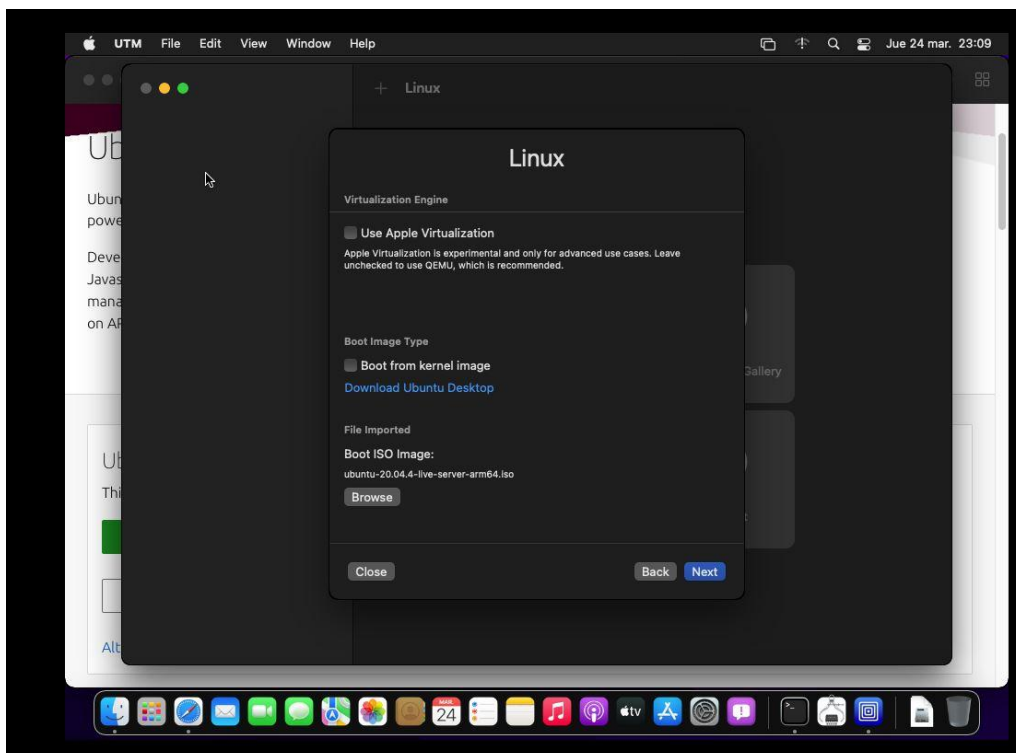 UTM File Edit View Window Help
Jue 24 mar. 23:09
Linux
Ub
Ubun
powe
Deve
Javas
mana
on AR
Linux
Virtualization Engine
Use Apple Virtualization
Apple Virtualization is experimental and only for advanced use cases. Leave
unchecked to use QEMU, which is recommended.
Boot Image Type
Boot from kernel image
Download Ubuntu Desktop
File Imported
Boot ISO Image:
ubuntu-20.04.4-live-server-arm64.iso
Browse
Close
Back
Next
Gallery
Ub
Thi
Alt
24
tv